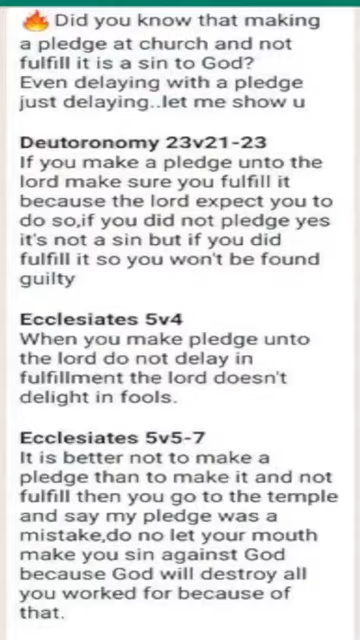 🔥 Did you know that making
a pledge at church and not
fulfill it is a sin to God?
Even delaying with a pledge
just delaying..let me show u
Deutoronomy 23v21-23
If you make a pledge unto the
lord make sure you fulfill it
because the lord expect you to
do so,if you did not pledge yes
it's not a sin but if you did
fulfill it so you won't be found
guilty
Ecclesiates 5v4
When you make pledge unto
the lord do not delay in
fulfillment the lord doesn't
delight in fools.
Ecclesiates 5v5-7
It is better not to make a
pledge than to make it and not
fulfill then you go to the temple
and say my pledge was a
mistake,do no let your mouth
make you sin against God
because God will destroy all
you worked for because of
that.